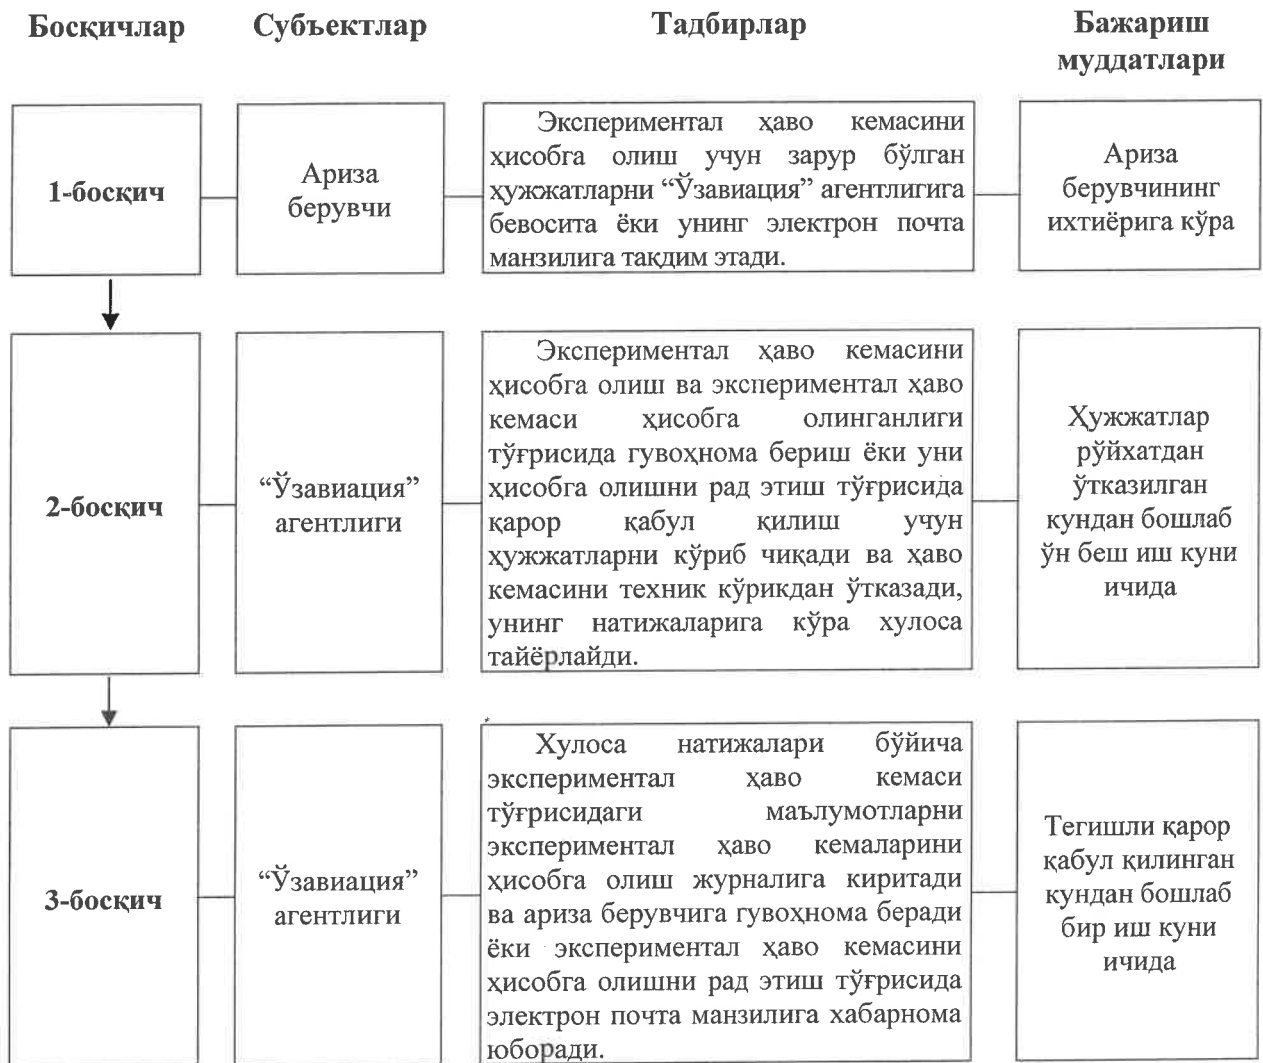 Босқичлар
Субъектлар
Тадбирлар
Бажариш
муддатлари
1-босқич
Ариза
берувчи
Экспериментал ҳаво кемасини
ҳисобга олиш учун зарур бўлган
ҳужжатларни “Ўзавиация” агентлигига
бевосита ёки унинг электрон почта
манзилига тақдим этади.
Ариза
берувчининг
ихтиёрига кўра
2-босқич
“Ўзавиация”
агентлиги
Экспериментал ҳаво кемасини
ҳисобга олиш ва экспериментал ҳаво
кемаси ҳисобга олинганлиги
тўғрисида гувоҳнома бериш ёки уни
ҳисобга олишни рад этиш тўғрисида
қарор қабул қилиш учун
ҳужжатларни кўриб чиқади ва ҳаво
кемасини техник кўрикдан ўтказади,
унинг натижаларига кўра хулоса
тайёрлайди.
Ҳужжатлар
рўйхатдан
ўтказилган
кундан бошлаб
ўн беш иш куни
ичида
3-босқич
“Ўзавиация”
агентлиги
Хулоса натижалари бўйича
экспериментал ҳаво кемаси
тўғрисидаги маълумотларни
экспериментал ҳаво кемаларини
ҳисобга олиш журналига киритади
ва ариза берувчига гувоҳнома беради
ёки экспериментал ҳаво кемасини
ҳисобга олишни рад этиш тўғрисида
электрон почта манзилига хабарнома
юборади.
Тегишли қарор
қабул қилинган
кундан бошлаб
бир иш куни
ичида